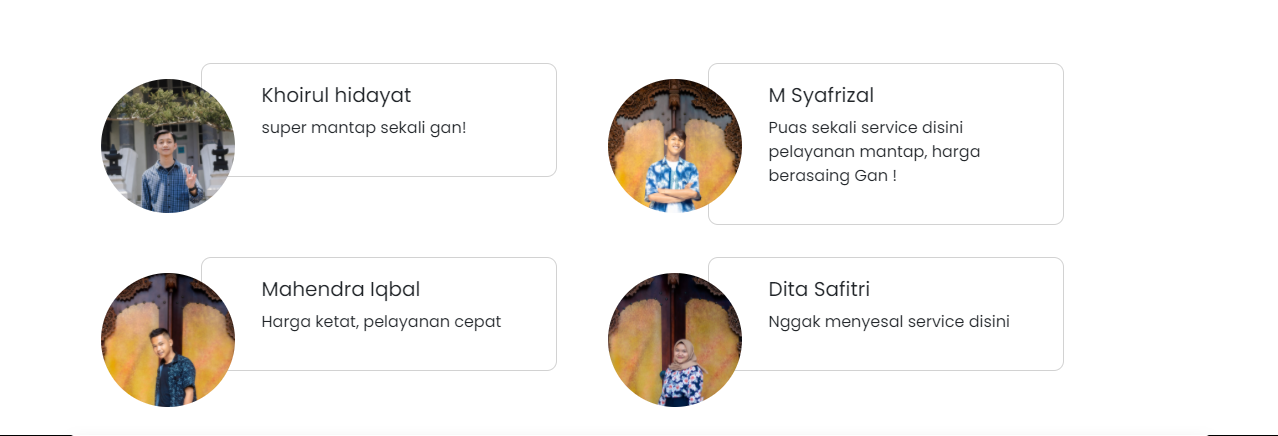 Khoirul hidayat
super mantap sekali gan!
M Syafrizal
Puas sekali service disini
pelayanan mantap, harga
berasaing Gan !
Mahendra Iqbal
Harga ketat, pelayanan cepat
Dita Safitri
Nggak menyesal service disini